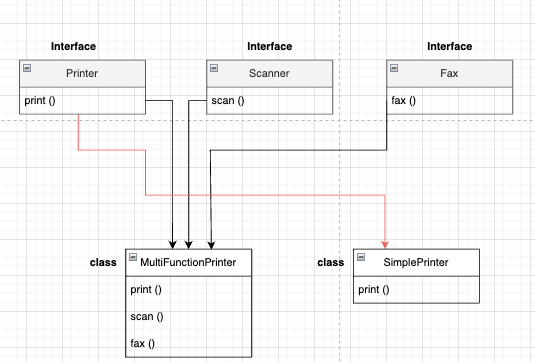 Interface
Interface
Interface
Printer
Scanner
Fax
print ()
scan ()
fax ()
class
MultiFunctionPrinter
class
SimplePrinter
print ()
print ()
scan ()
fax ()